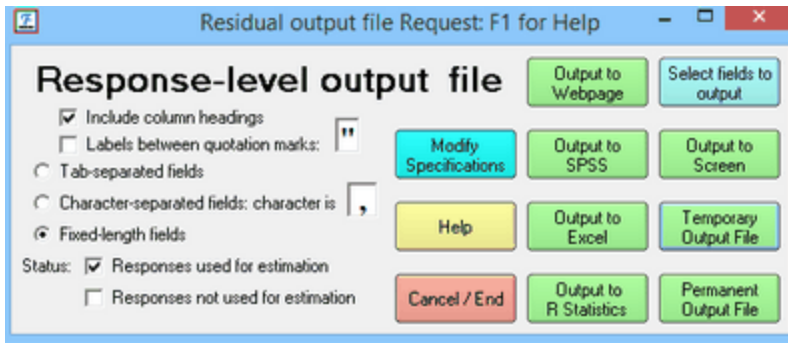 Residual output file Request: F1 for Help
Response-level output file
Include column headings
Labels between quotation marks: "
Tab-separated fields
Character-separated fields: character is ,
Fixed-length fields
Status: Responses used for estimation
Responses not used for estimation
Output to
Webpage
Select fields to
output
Modify
Specifications
Output to
SPSS
Output to
Screen
Help
Output to
Excel
Temporary
Output File
Cancel / End
Output to
R Statistics
Permanent
Output File